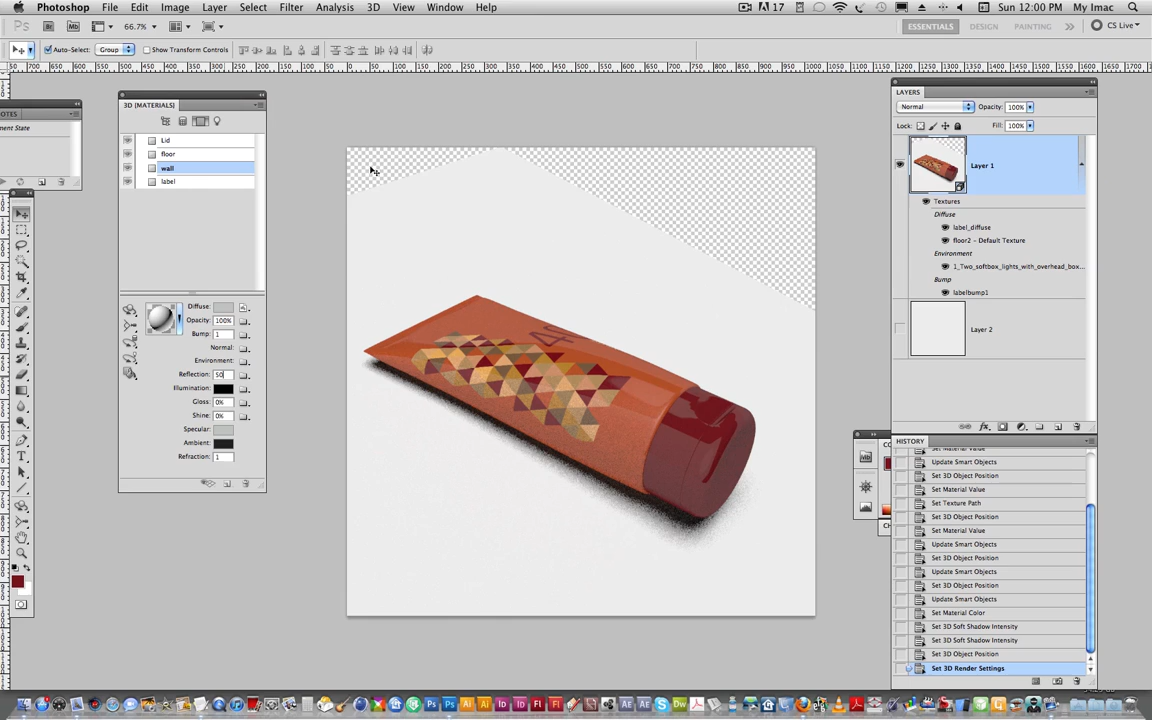 Photoshop File Edit Image Layer Select Filter Analysis 3D View Window Help 17 Sun 12:00 PM My Imac
Ps Br Mb 66.7% ESSENTIALS DESIGN PAINTING CS Live
Auto-Select: Group Show Transform Controls
NOTES
ment State
3D {MATERIALS}
Lid
floor
wall
label
Diffuse:
Opacity: 100%
Bump: 1
Normal:
Environment:
Reflection: 50
Illumination:
Gloss: 0%
Shine: 0%
Specular:
Ambient:
Refraction: 1
LAYERS
Normal Opacity: 100%
Lock: Fill: 100%
Layer 1
Textures
Diffuse
label_diffuse
floor2 - Default Texture
Environment
1_Two_softbox_lights_with_overhead_box...
Bump
labelbump1
Layer 2
HISTORY
Set Material Value
Update Smart Objects
Set 3D Object Position
Set Material Value
Set Texture Path
Set 3D Object Position
Set Material Value
Update Smart Objects
Set 3D Object Position
Update Smart Objects
Set 3D Object Position
Update Smart Objects
Set Material Color
Set 3D Soft Shadow Intensity
Set 3D Soft Shadow Intensity
Set 3D Object Position
Set 3D Render Settings